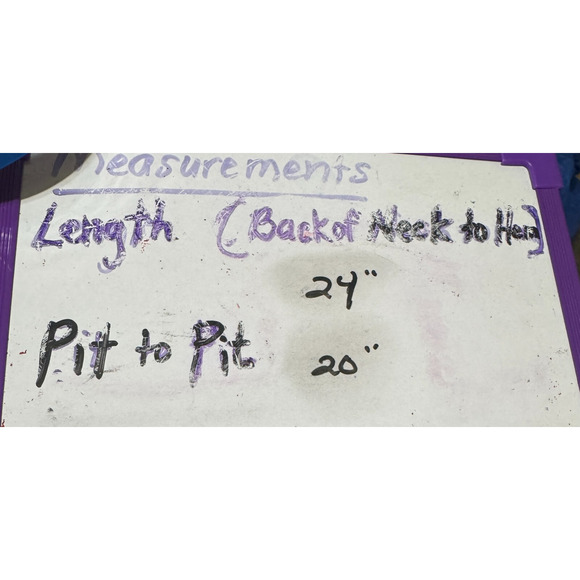 Measurements
Length (Back of Neck to Hem)
24"
Pit to Pit 20"